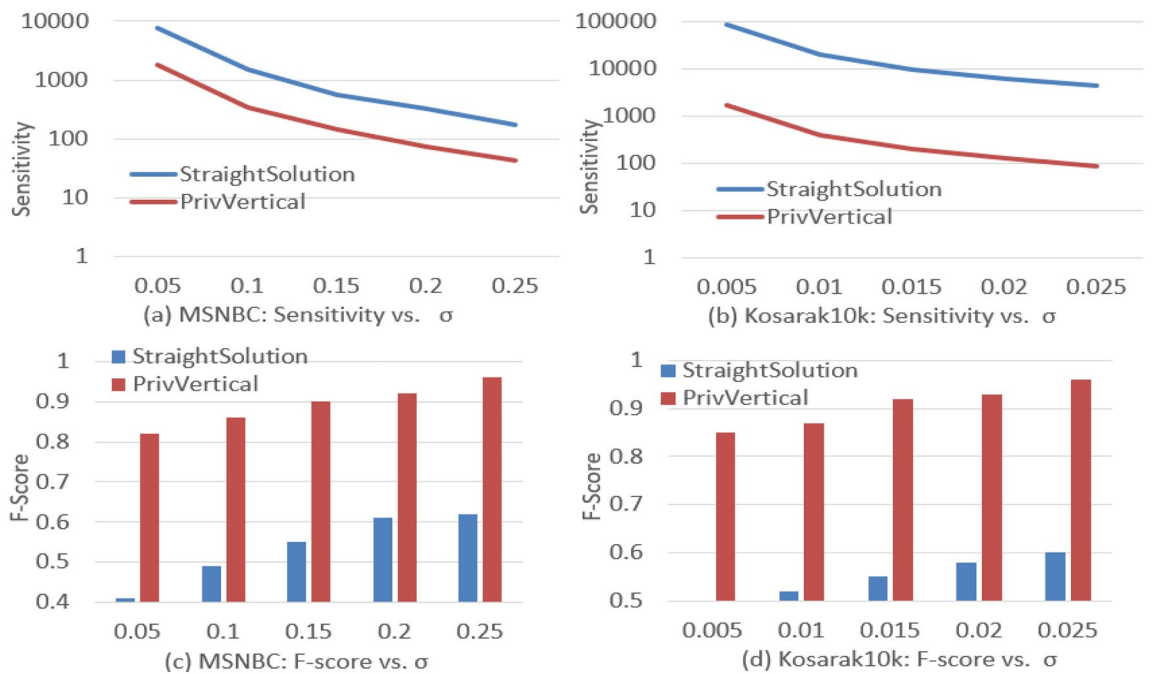 10000
1000
100
10
1
Sensitivity
StraightSolution
PrivVertical
0.05 0.1 0.15 0.2 0.25
(a) MSNBC: Sensitivity vs. σ
100000
10000
1000
100
10
1
Sensitivity
StraightSolution
PrivVertical
0.005 0.01 0.015 0.02 0.025
(b) Kosarak10k: Sensitivity vs. σ
1
0.9
0.8
0.7
0.6
0.5
0.4
F-Score
StraightSolution
PrivVertical
0.05 0.1 0.15 0.2 0.25
(c) MSNBC: F-score vs. σ
1
0.9
0.8
0.7
0.6
0.5
F-Score
StraightSolution
PrivVertical
0.005 0.01 0.015 0.02 0.025
(d) Kosarak10k: F-score vs. σ